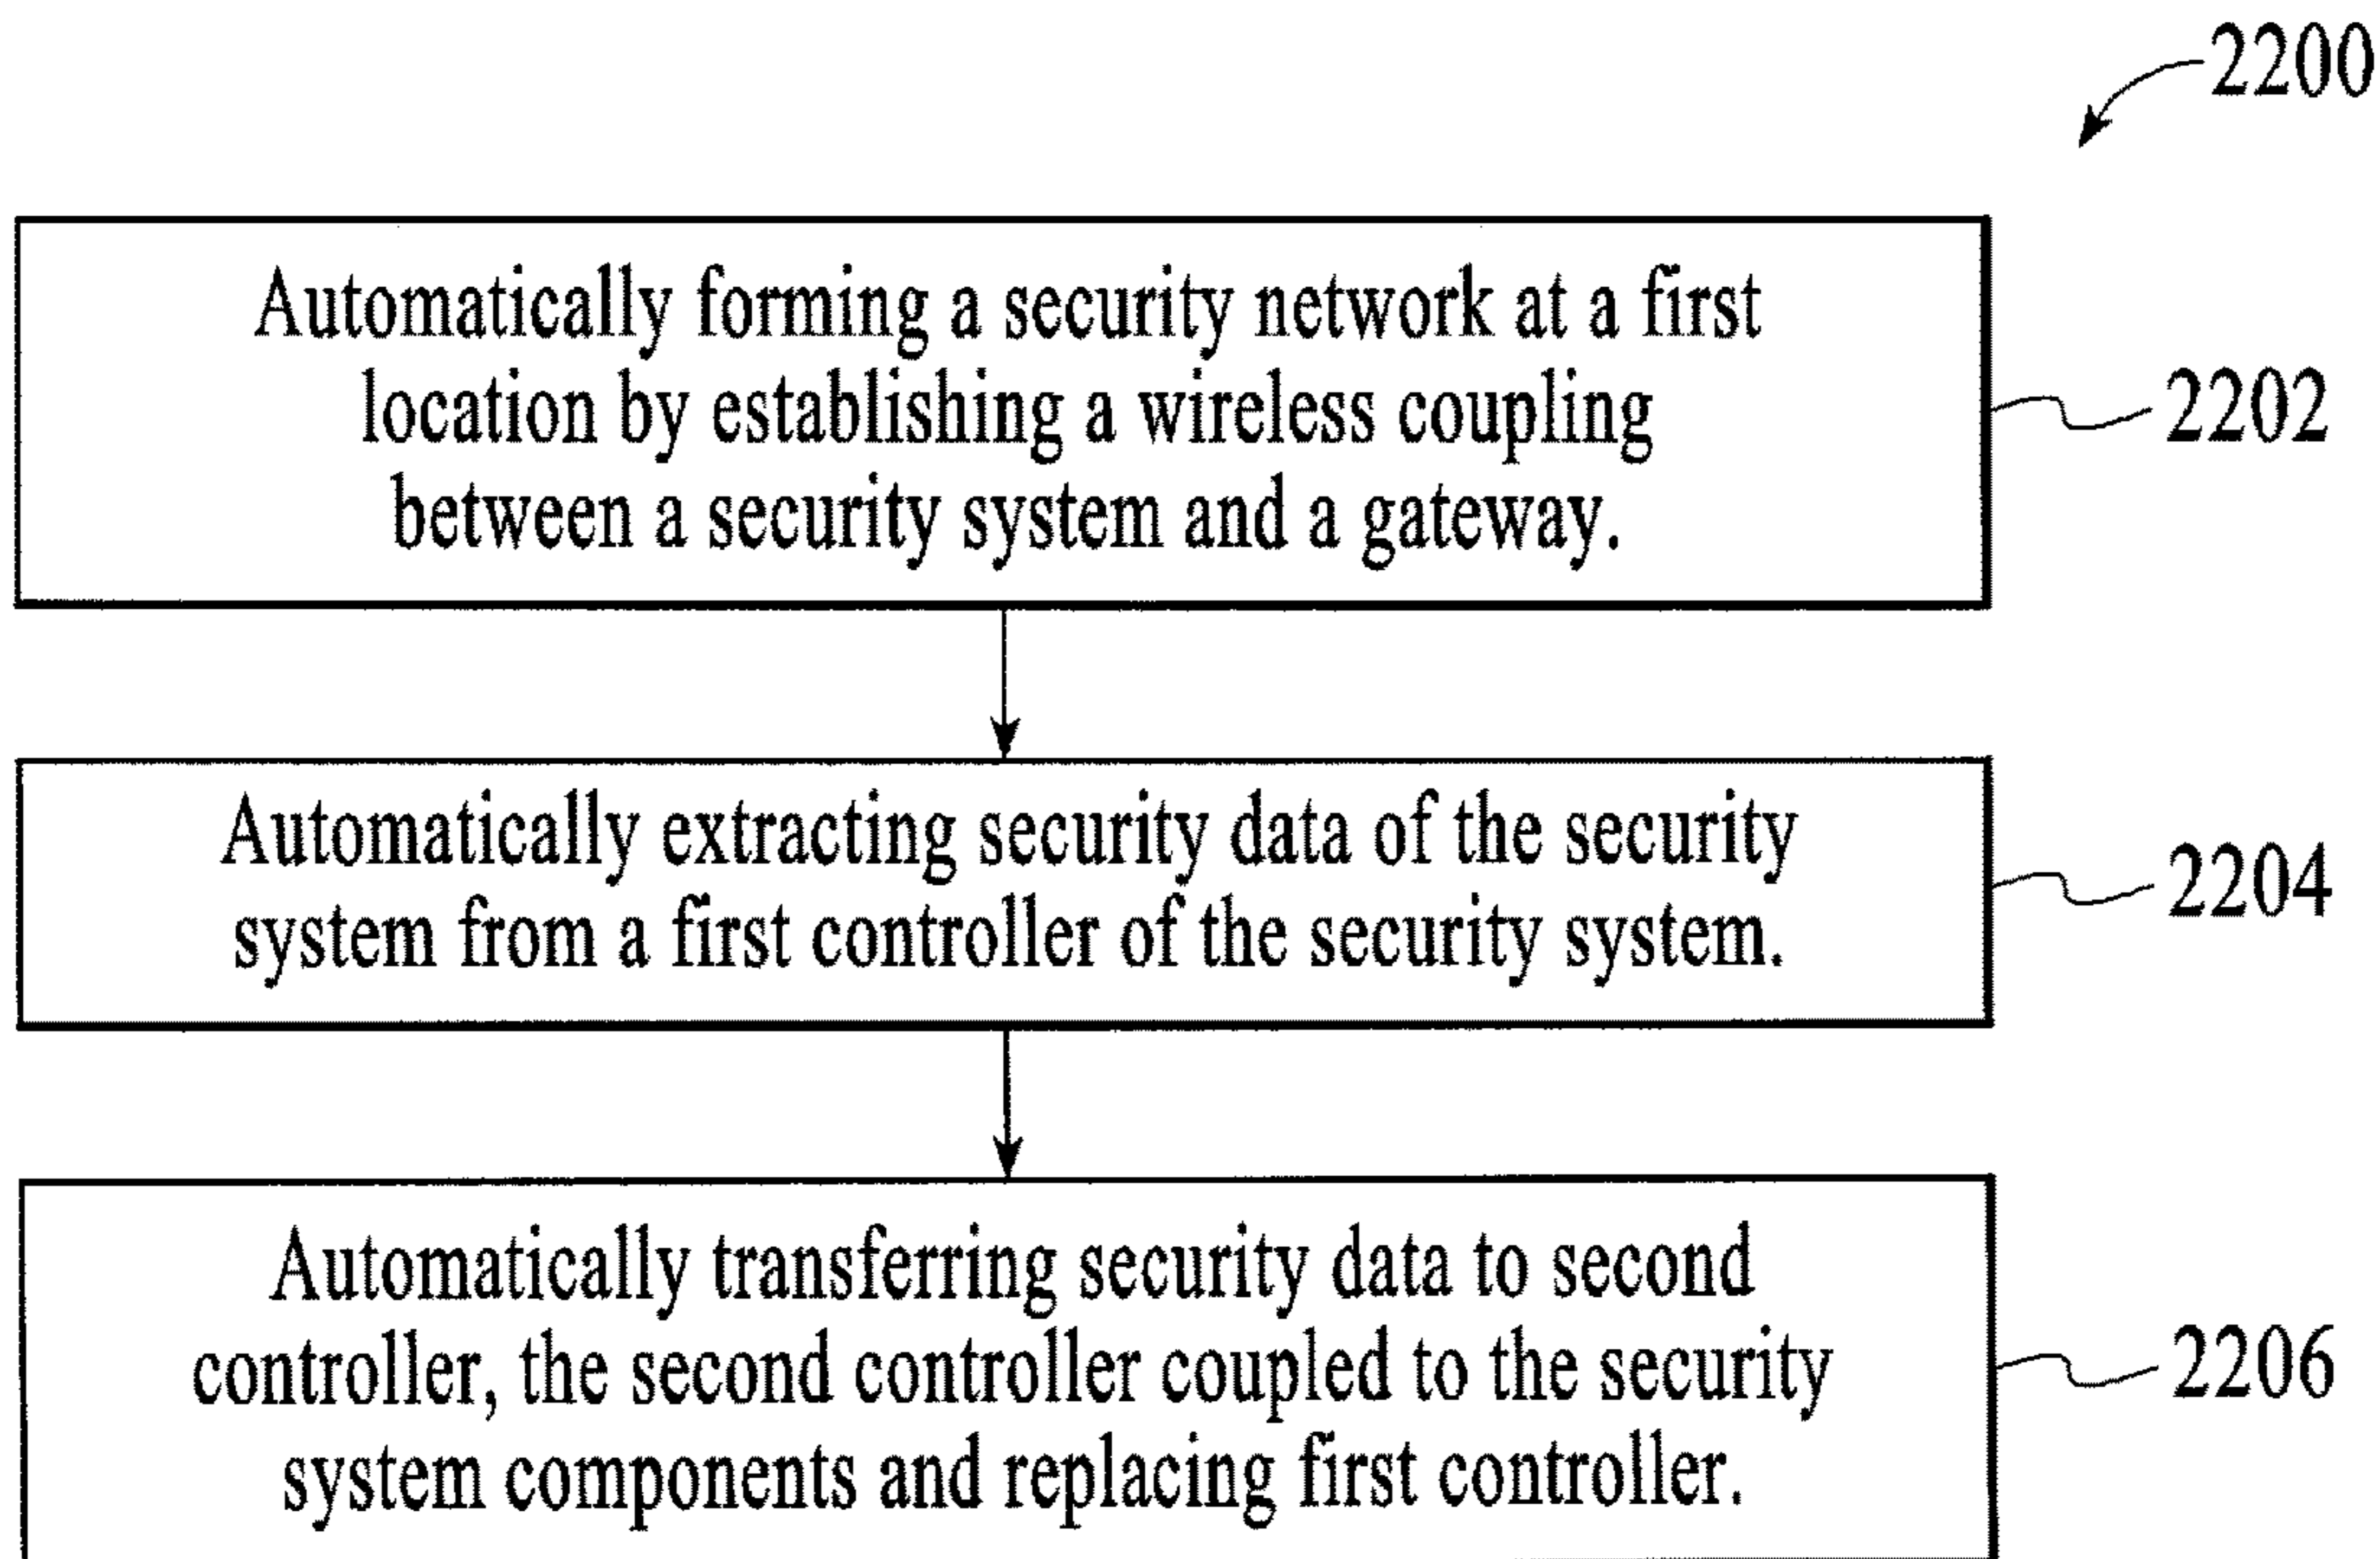 2200
Automatically forming a security network at a first
location by establishing a wireless coupling
between a security system and a gateway.
2202
Automatically extracting security data of the security
system from a first controller of the security system.
2204
Automatically transferring security data to second
controller, the second controller coupled to the security
system components and replacing first controller.
2206